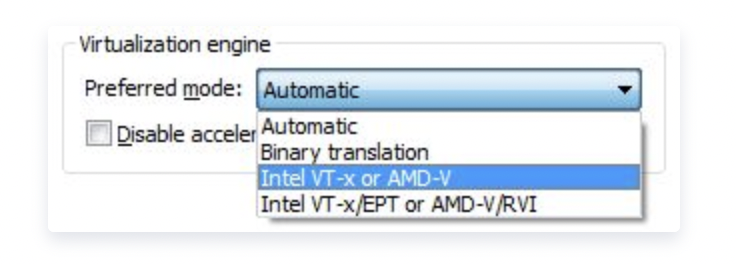 Virtualization engine
Preferred mode: Automatic
Disable acceler
Automatic
Binary translation
Intel VT-x or AMD-V
Intel VT-x/EPT or AMD-V/RVI